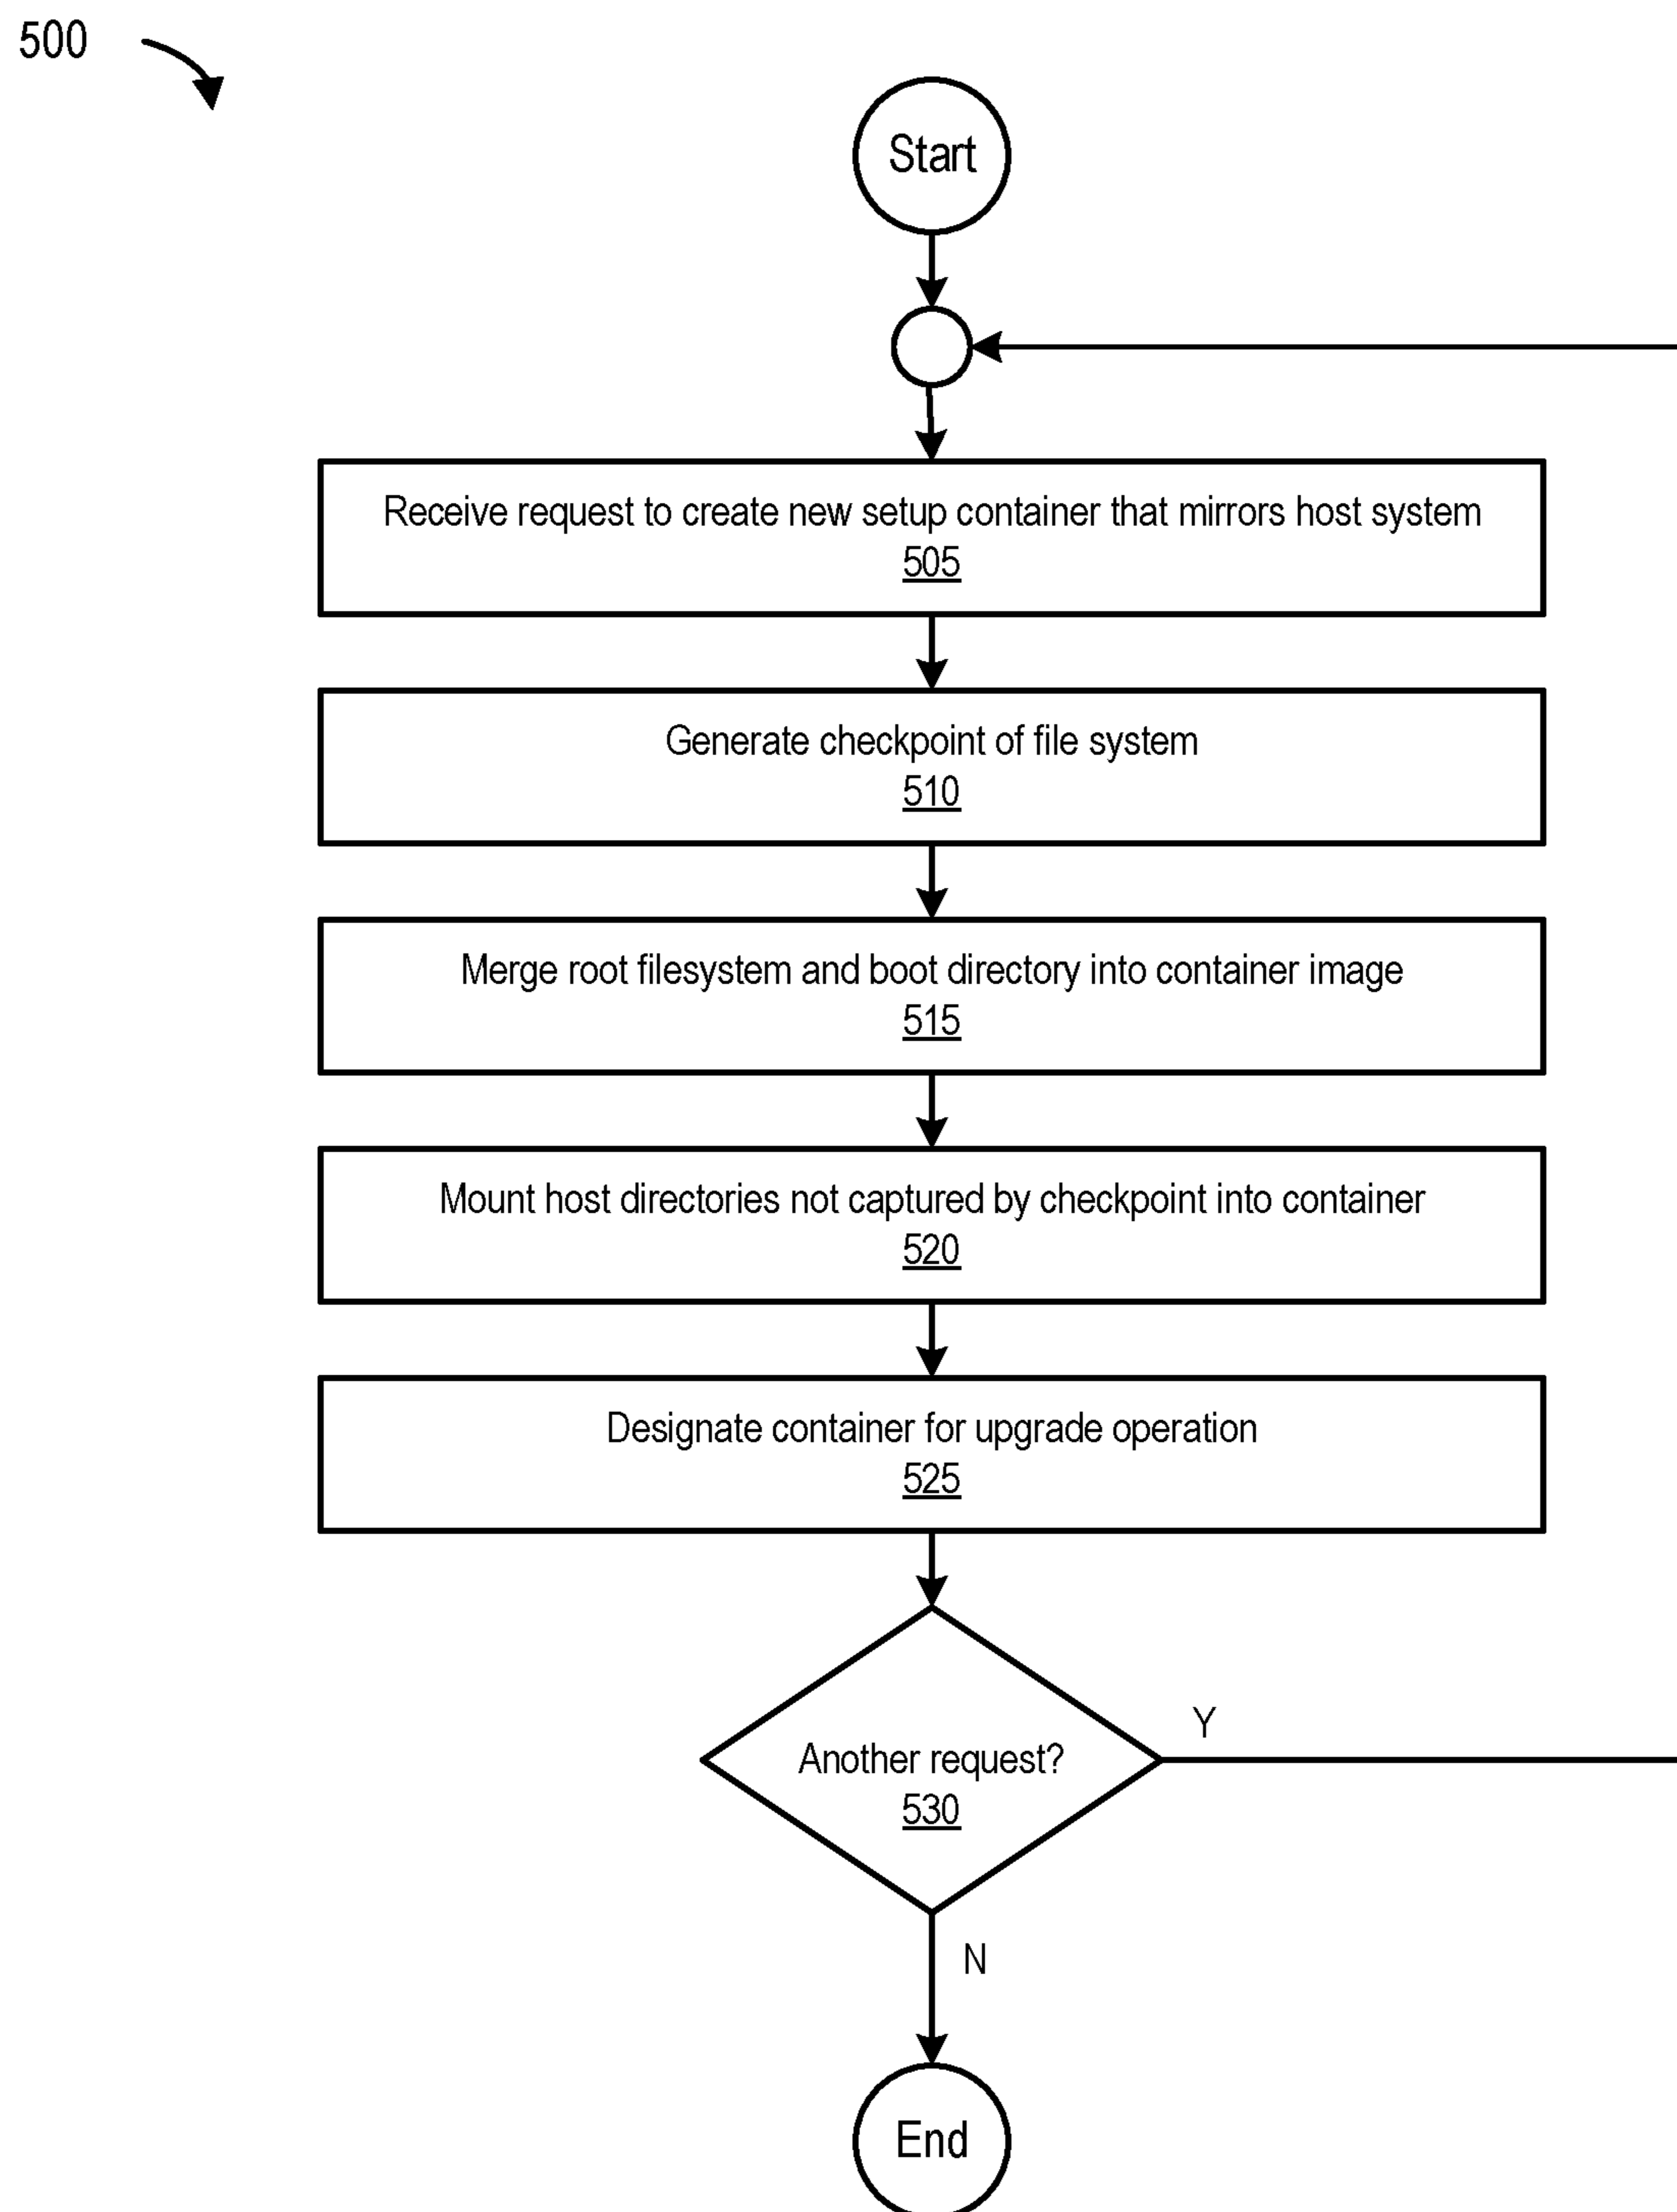 500
Start
Receive request to create new setup container that mirrors host system
505
Generate checkpoint of file system
510
Merge root filesystem and boot directory into container image
515
Mount host directories not captured by checkpoint into container
520
Designate container for upgrade operation
525
Another request?
530
Y
N
End